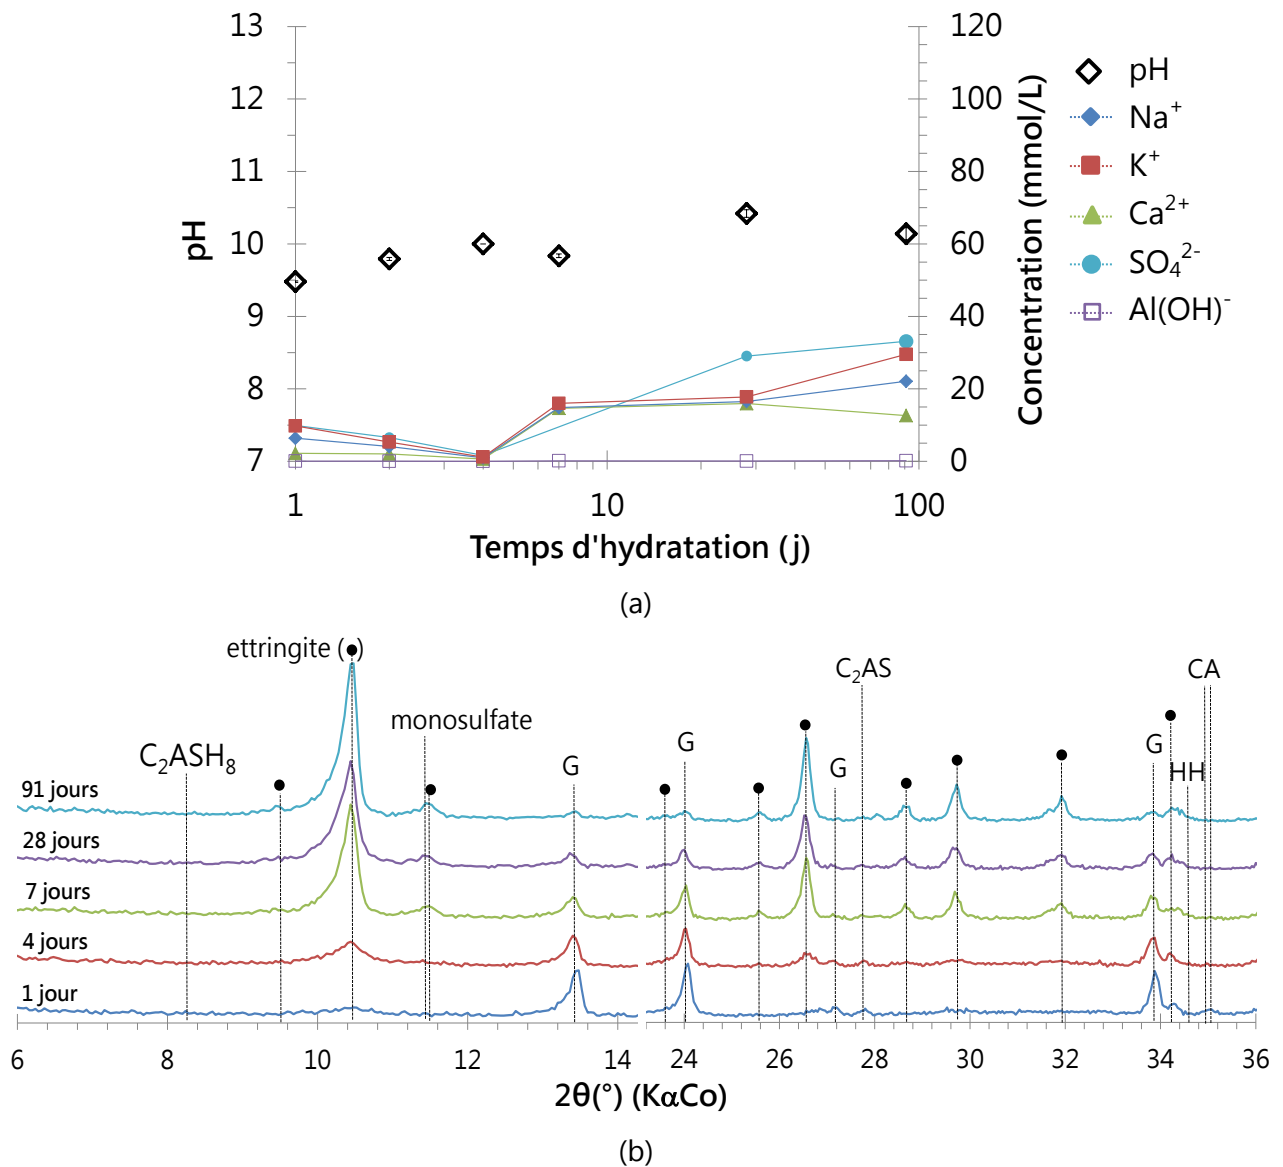 13
12
11
10
9
8
7
pH
120
100
80
60
40
20
0
Concentration (mmol/L)
1 10 100
Temps d'hydratation (j)
pH
Na⁺
K⁺
Ca²⁺
SO₄²⁻
Al(OH)⁻
(a)
ettringite (•)
C₂AS
CA
monosulfate
C₂ASH₈
G
G
G
G
HH
91 jours
28 jours
7 jours
4 jours
1 jour
6 10 12 14 24 26 28 30 32 34 36
2θ(°) (KαCo)
(b)